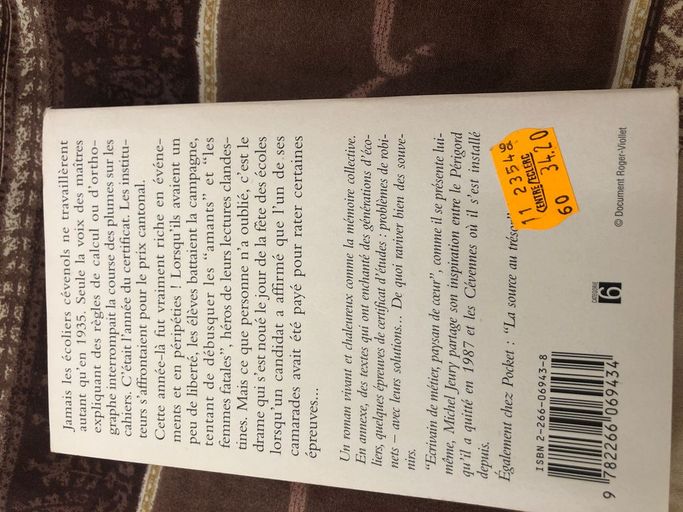 Jamais les écoliers cévenols ne travaillèrent
autant qu'en 1935. Seule la voix des maîtres
expliquant des règles de calcul ou d'ortho-
graphe interrompait la course des plumes sur les
cahiers. C'était l'année du certificat. Les institu-
teurs s'affrontaient pour le prix cantonal.
Cette année-là fut vraiment riche en événe-
ments et en péripéties ! Lorsqu'ils avaient un
peu de liberté, les élèves battaient la campagne,
tentant de débusquer les "amants" et "les
femmes fatales", héros de leurs lectures clandes-
tines. Mais ce que personne n'a oublié, c'est le
drame qui s'est noué le jour de la fête des écoles
lorsqu'un candidat a affirmé que l'un de ses
camarades avait été payé pour rater certaines
épreuves...
Un roman vivant et chaleureux comme la mémoire collective.
En annexe, des textes qui ont enchanté des générations d'éco-
liers, quelques épreuves de certificat d'études : problèmes de robi-
nets – avec leurs solutions... De quoi raviver bien des souve-
nirs.
"Ecrivain de métier, paysan de cœur", comme il se présente lui-
même, Michel Jeury partage son inspiration entre le Périgord
qu'il a quitté en 1987 et les Cévennes où il s'est installé
depuis.
Également chez Pocket : "La source au trésor"
11 23549
CENTRE LECLERC
60 34,20
© Document Roger-Viollet
CATÉGORIE
6
ISBN 2-266-06943-8
9 782266 069434